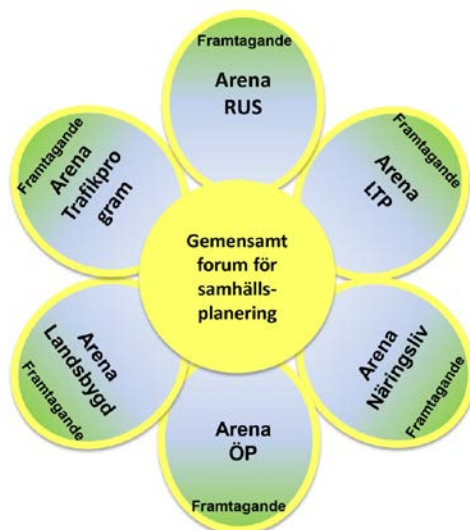 Framtagande
Arena
RUS
Framtagande
Arena
LTP
Framtagande
Arena
Trafikpro
gram
Gemensamt
forum för
samhälls-
planering
Arena
Landsbygd
Framtagande
Arena
Näringsliv
Framtagande
Arena
ÖP
Framtagande